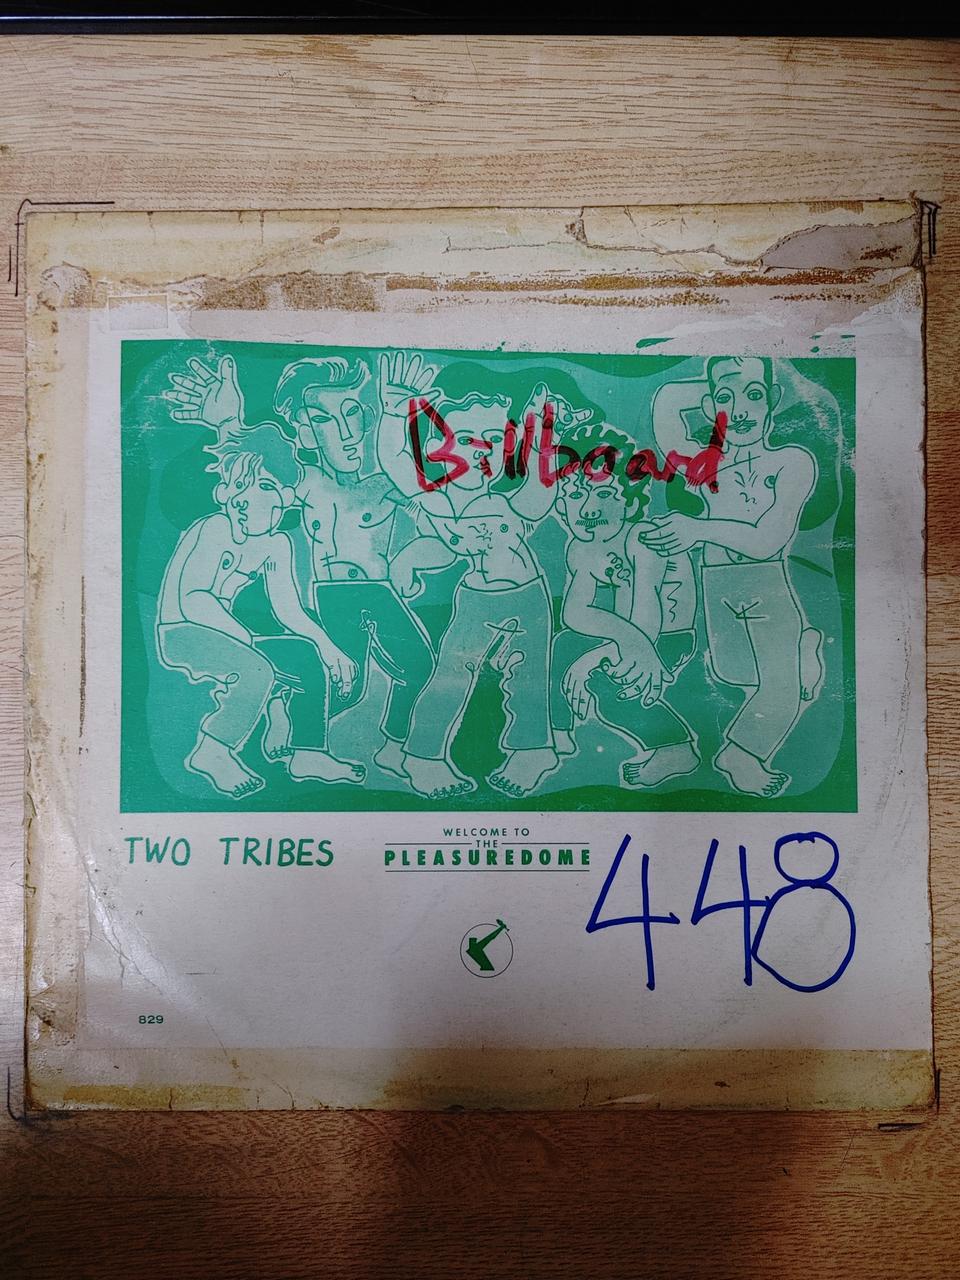 Billboard
TWO TRIBES
WELCOME TO
THE
PLEASUREDOME
448
829